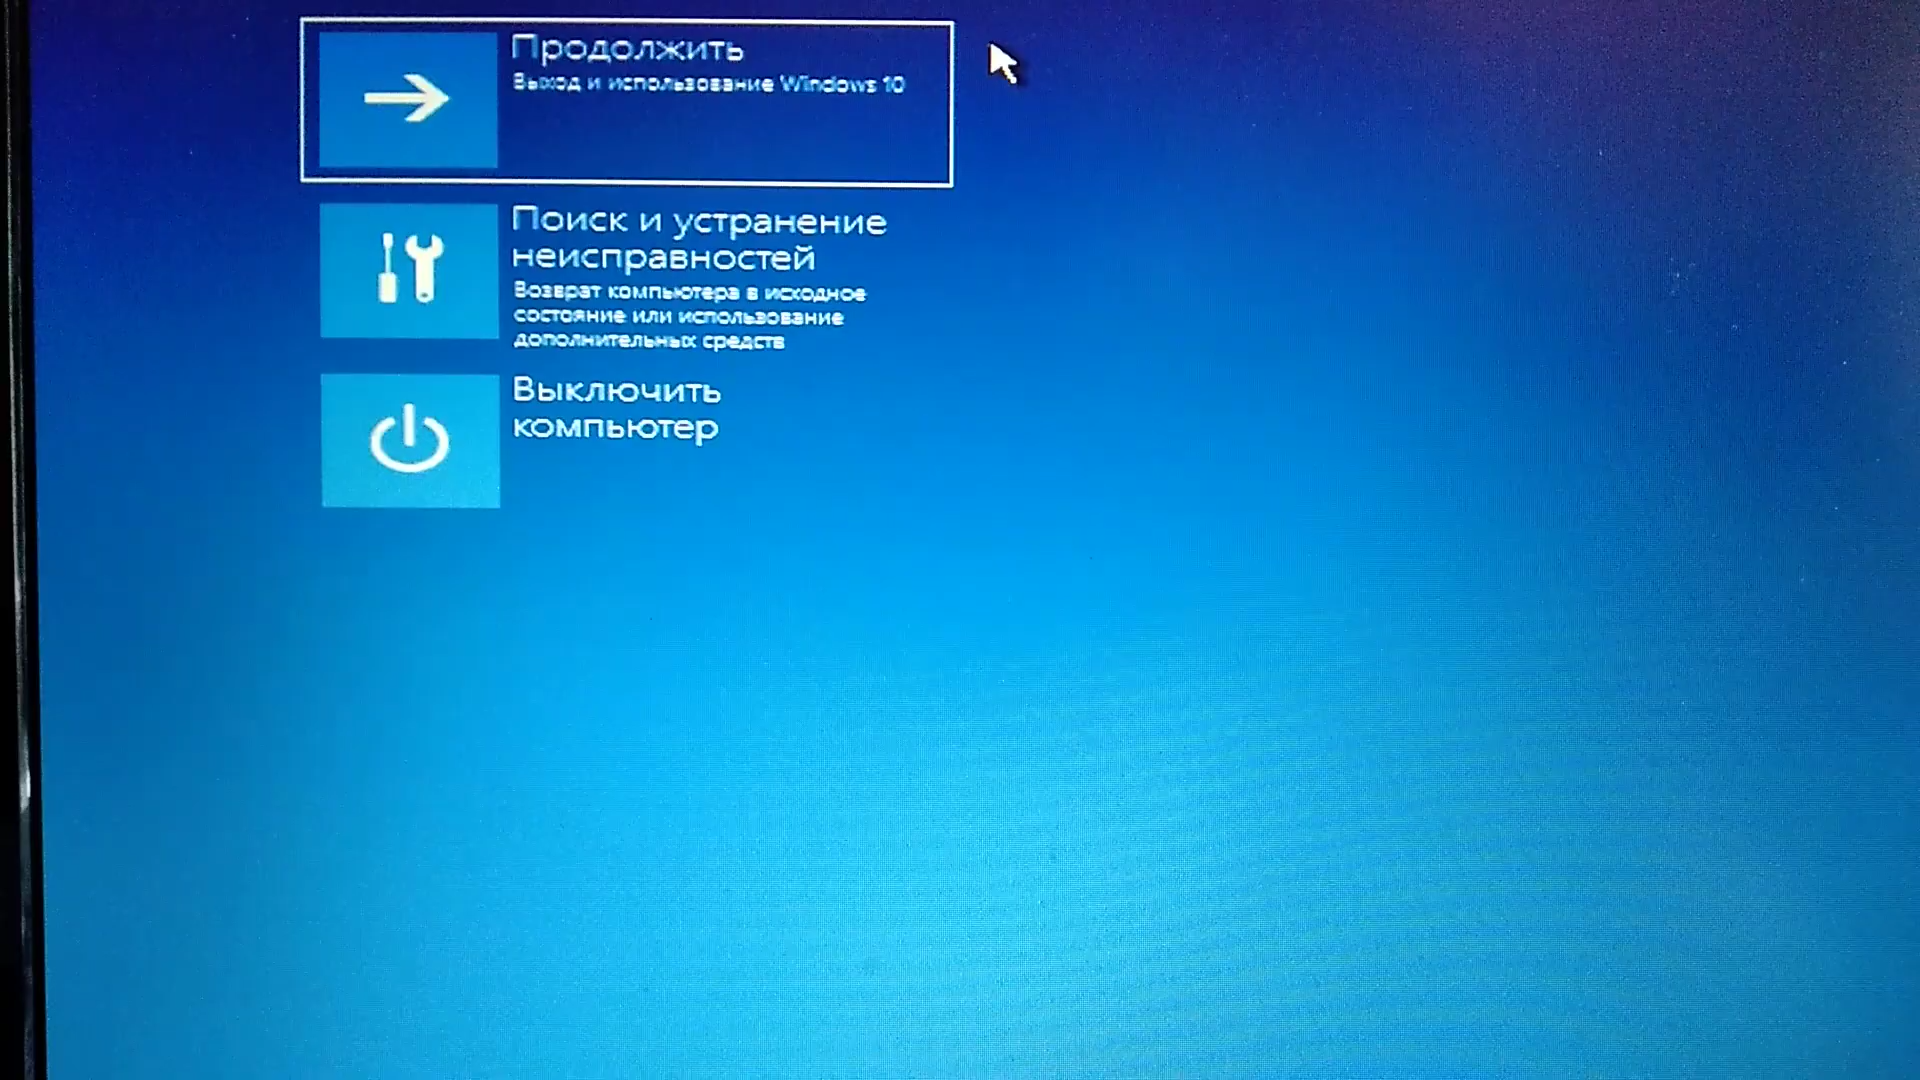 Продолжить
Выход и использование Windows 10
Поиск и устранение
неисправностей
Возврат компьютера в исходное
состояние или использование
дополнительных средств
Выключить
компьютер